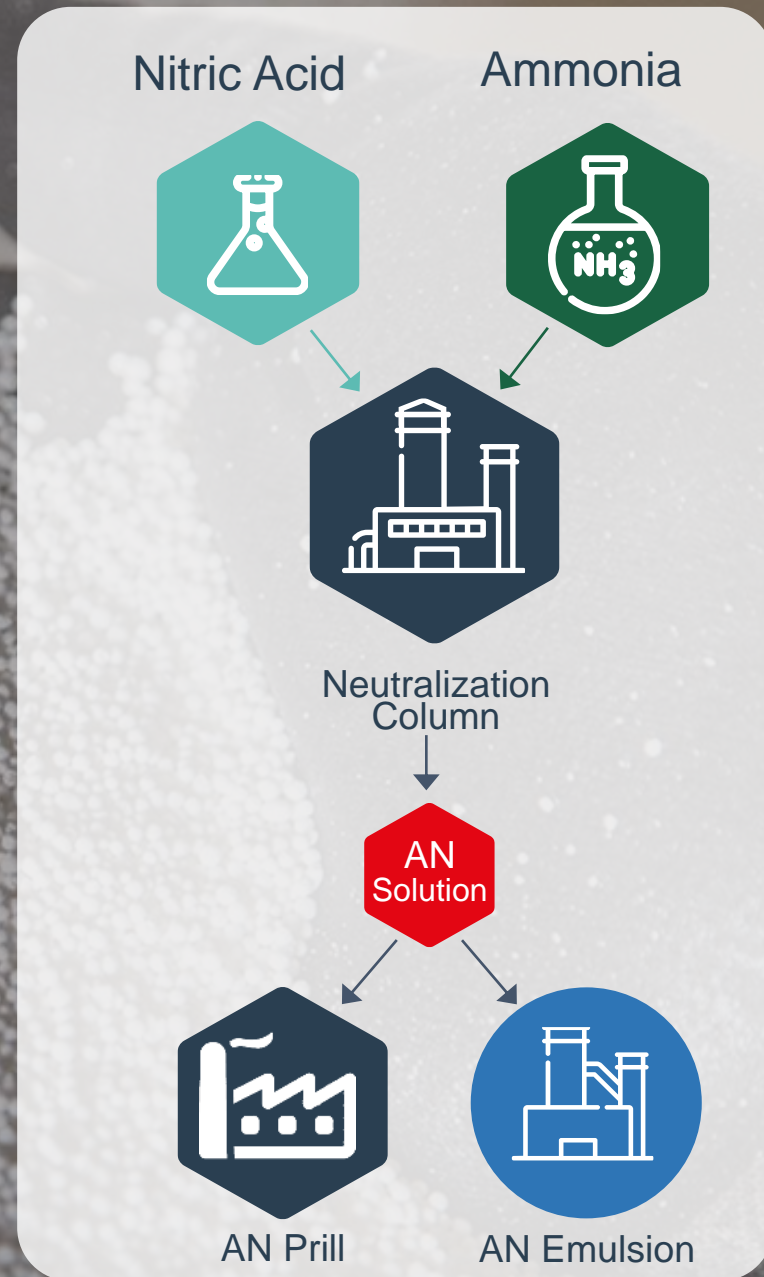 Nitric Acid
Ammonia
NH3
Neutralization
Column
AN
Solution
AN Prill
AN Emulsion